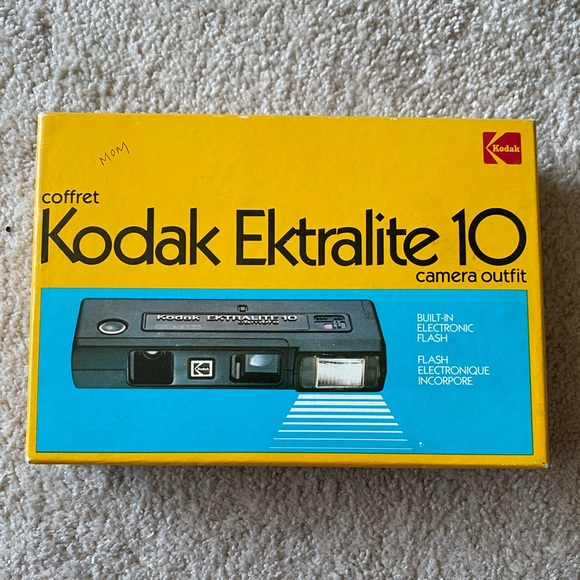 MOM
Kodak
coffret
Kodak Ektralite 10
camera outfit
Kodak EKTRALITE 10
camera
BUILT-IN
ELECTRONIC
FLASH
FLASH
ELECTRONIQUE
INCORPORE